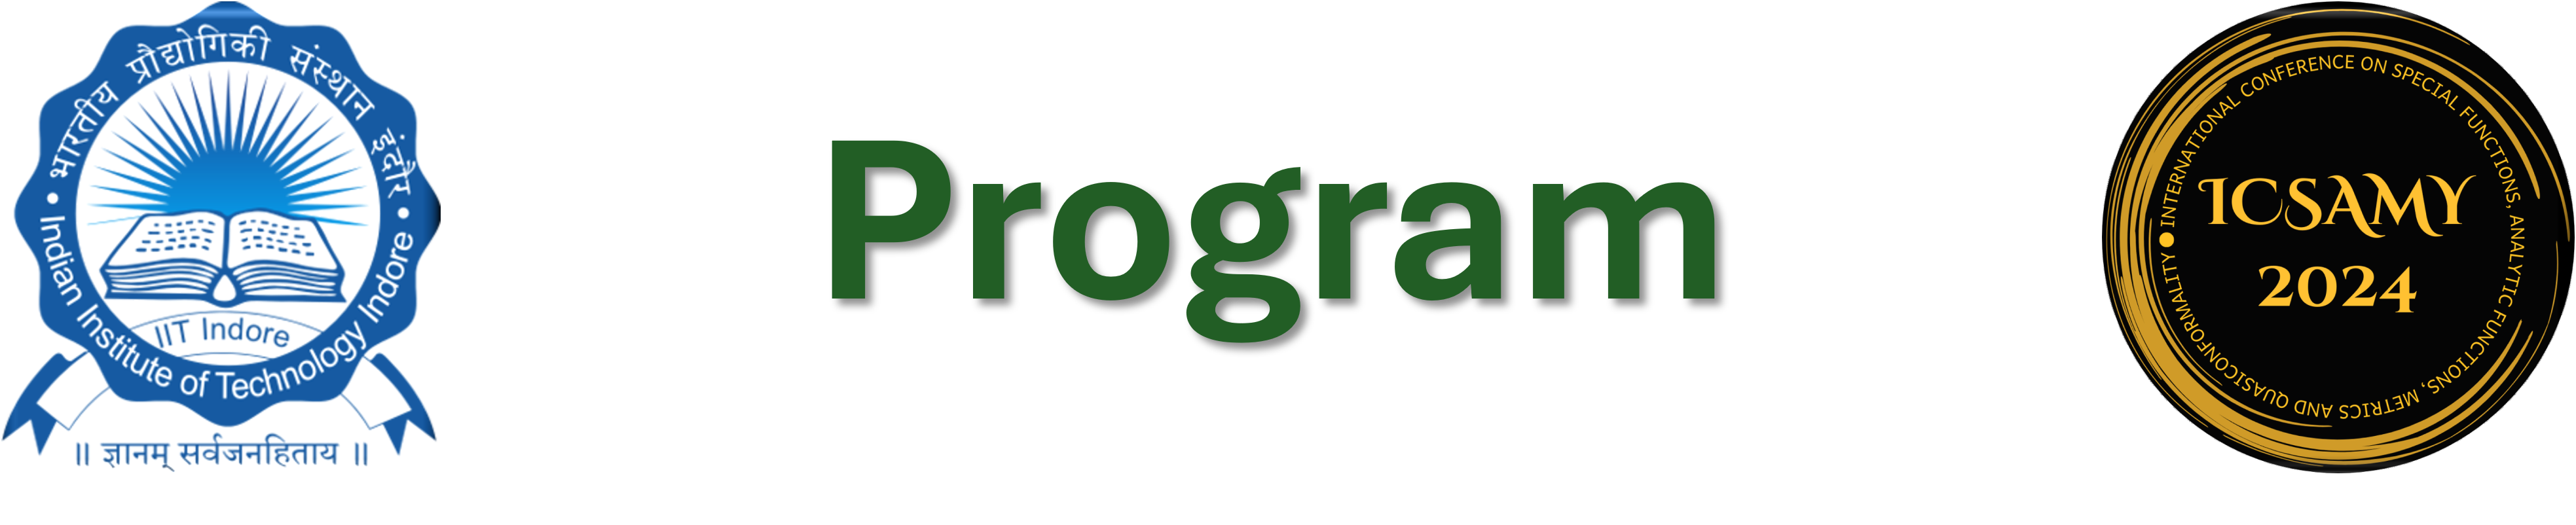 भारतीय प्रौद्योगिकी संस्थान इंदौर
Indian Institute of Technology Indore
IIT Indore
॥ ज्ञानम् सर्वजनहिताय ॥
Program
INTERNATIONAL CONFERENCE ON SPECIAL FUNCTIONS, ANALYTIC FUNCTIONS, METRICS AND QUASICONFORMALITY
ICSAMY
2024